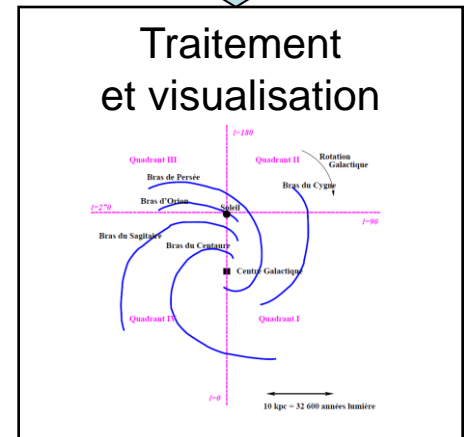 Traitement
et visualisation
l=180
Quadrant III
Quadrant II
Rotation
Galactique
Bras de Persée
Bras du Cygne
Bras d'Orion
Soleil
l=270
l=90
Bras du Sagitaire
Bras du Centaure
Centre Galactique
Quadrant IV
Quadrant I
l=0
10 kpc = 32 600 années lumière